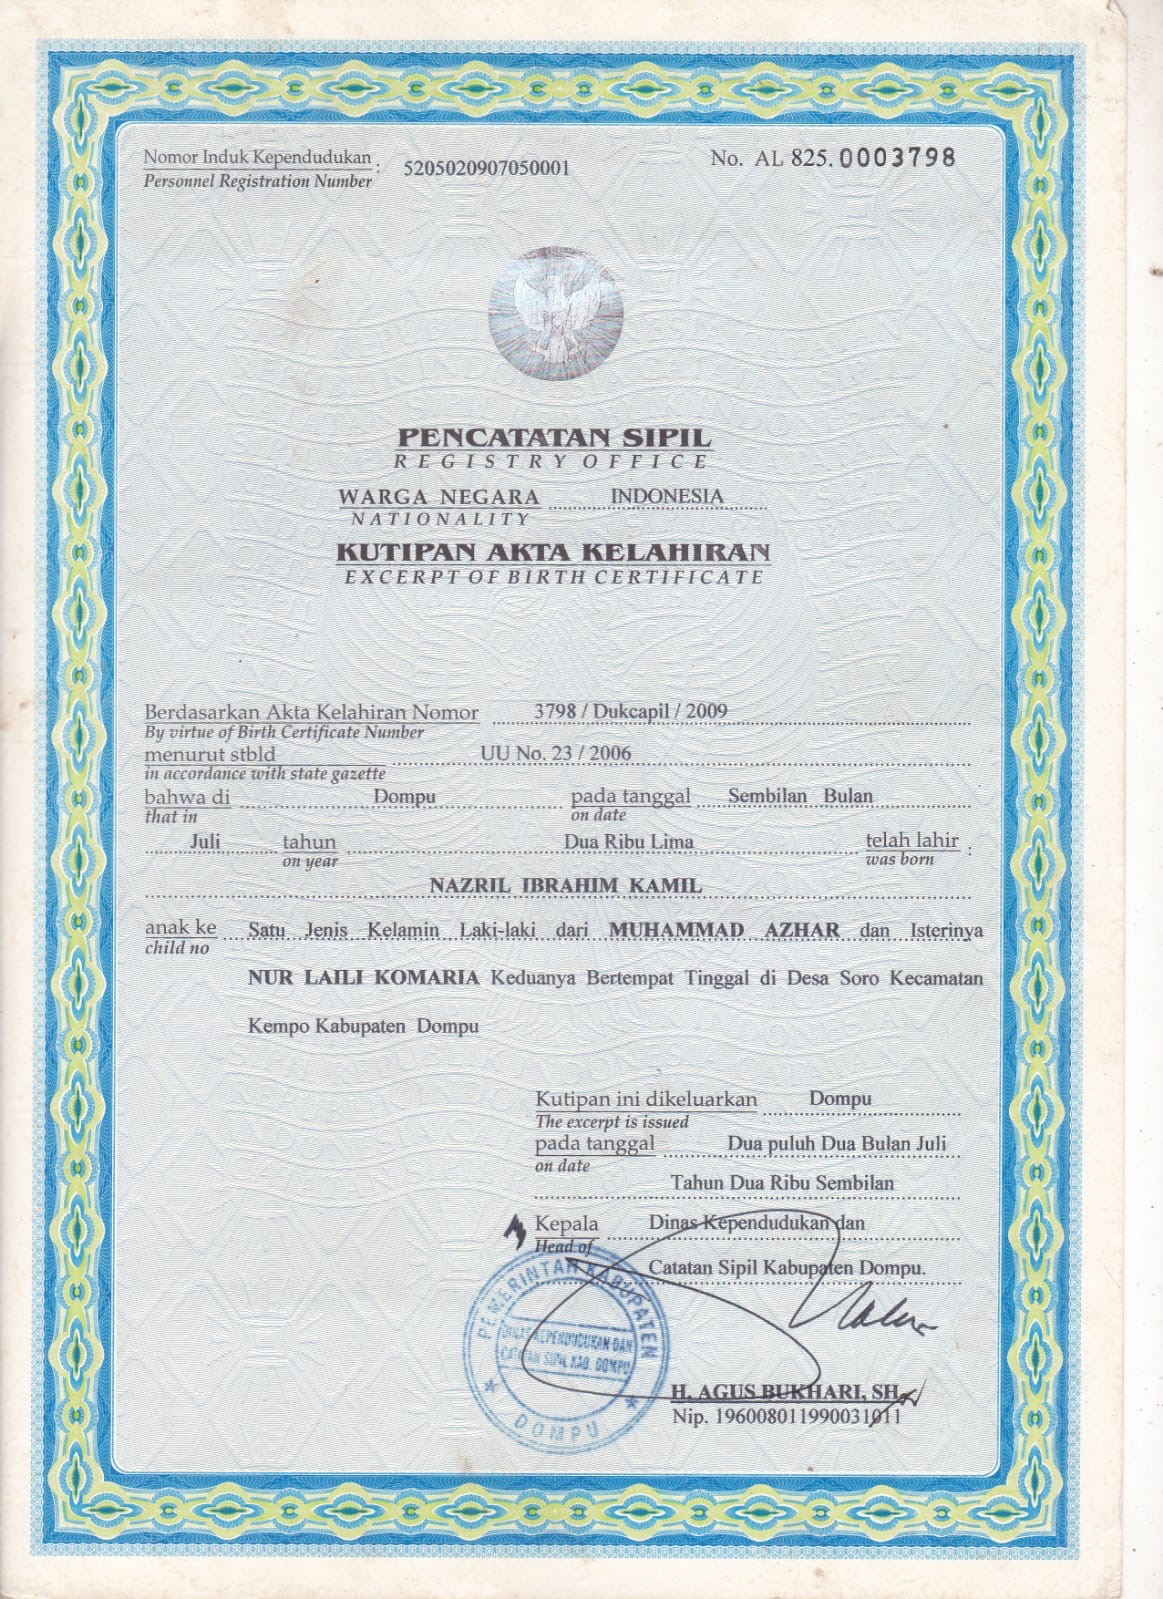 Nomor Induk Kependudukan : 5205020907050001
Personnel Registration Number
No. AL 825.0003798
PENCATATAN SIPIL
REGISTRY OFFICE
WARGA NEGARA INDONESIA
NATIONALITY
KUTIPAN AKTA KELAHIRAN
EXCERPT OF BIRTH CERTIFICATE
Berdasarkan Akta Kelahiran Nomor 3798 / Dukcapil / 2009
By virtue of Birth Certificate Number
menurut stbld UU No. 23 / 2006
in accordance with state gazette
bahwa di Dompu pada tanggal Sembilan Bulan
that in on date
Juli tahun Dua Ribu Lima telah lahir :
on year was born
NAZRIL IBRAHIM KAMIL
anak ke Satu Jenis Kelamin Laki-laki dari MUHAMMAD AZHAR dan Isterinya
child no
NUR LAILI KOMARIA Keduanya Bertempat Tinggal di Desa Soro Kecamatan
Kempo Kabupaten Dompu
Kutipan ini dikeluarkan Dompu
The excerpt is issued
pada tanggal Dua puluh Dua Bulan Juli
on date
Tahun Dua Ribu Sembilan
Kepala Dinas Kependudukan dan
Head of
Catatan Sipil Kabupaten Dompu.
PEMERINTAH KABUPATEN
DINAS KEPENDUDUKAN DAN
CATATAN SIPIL KAB. DOMPU
DOMPU
H. AGUS BUKHARI, SH.
Nip. 196008011990031011